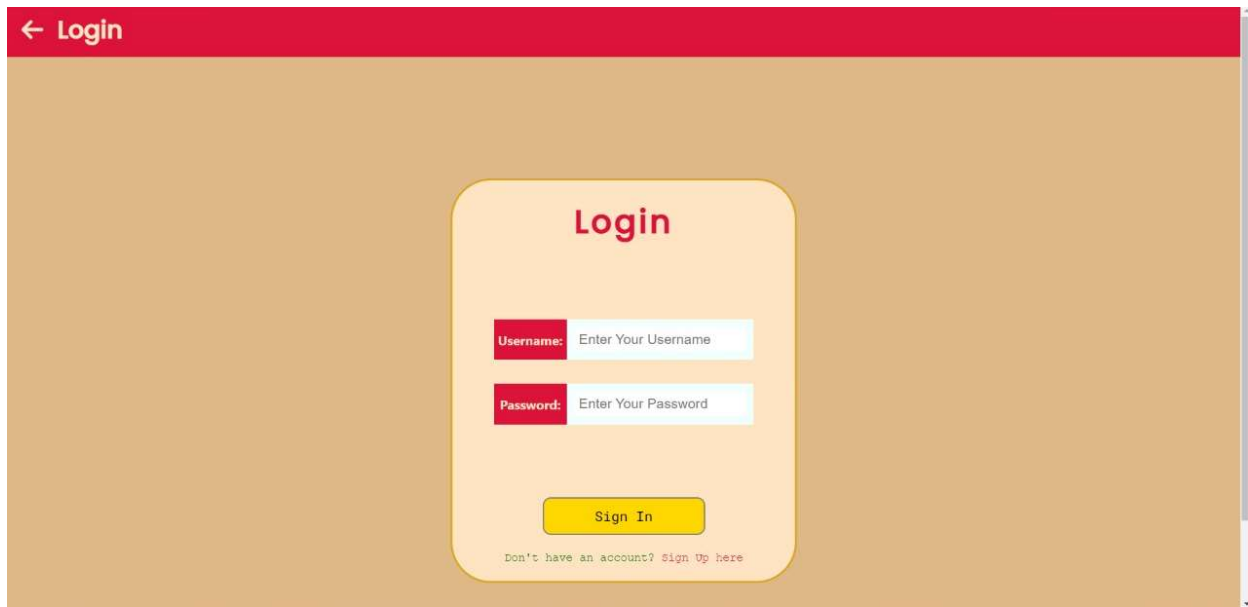 Login
Login
Username: Enter Your Username
Password: Enter Your Password
Sign In
Don't have an account? Sign Up here